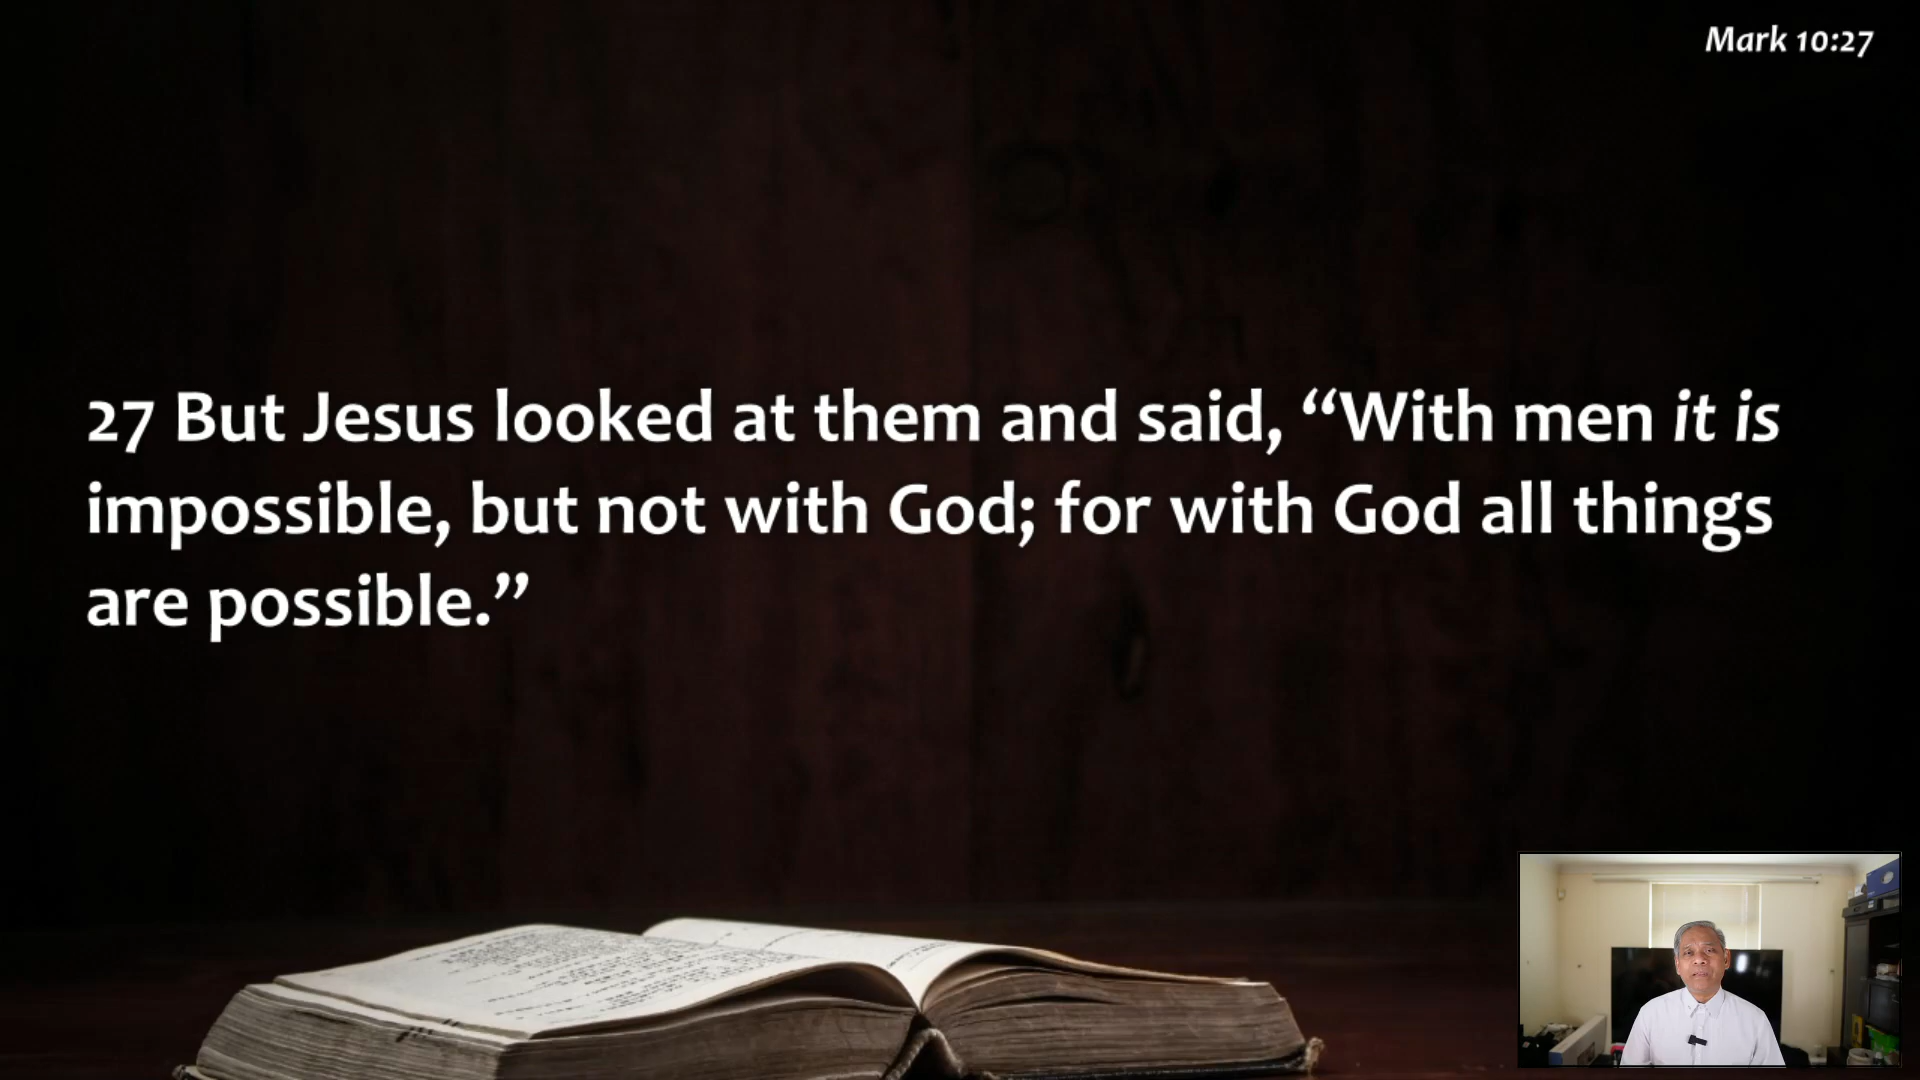 Mark 10:27
27 But Jesus looked at them and said, “With men it is
impossible, but not with God; for with God all things
are possible.”